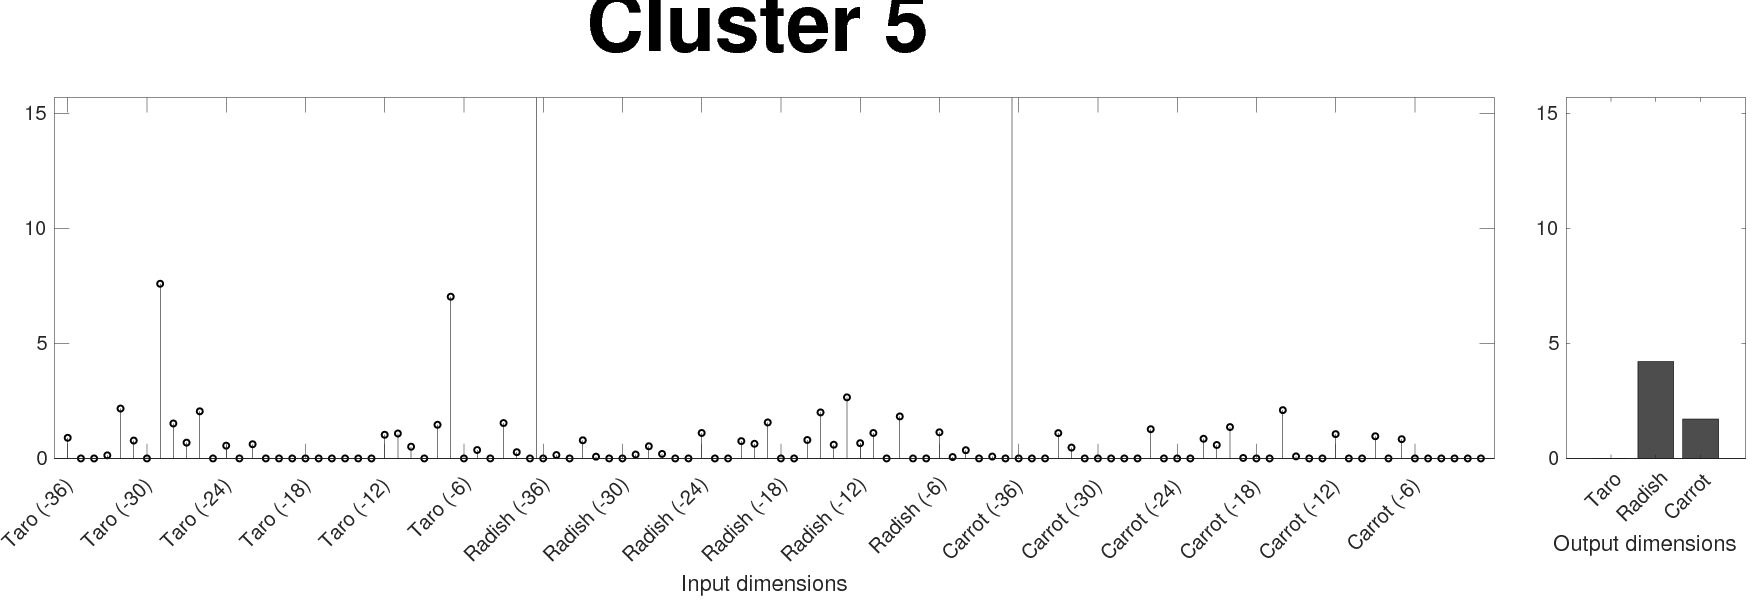 Cluster 5
15
10
5
0
Taro (-36)
Taro (-30)
Taro (-24)
Taro (-18)
Taro (-12)
Taro (-6)
Radish (-36)
Radish (-30)
Radish (-24)
Radish (-18)
Radish (-12)
Radish (-6)
Carrot (-36)
Carrot (-30)
Carrot (-24)
Carrot (-18)
Carrot (-12)
Carrot (-6)
Input dimensions
15
10
5
0
Taro
Radish
Carrot
Output dimensions